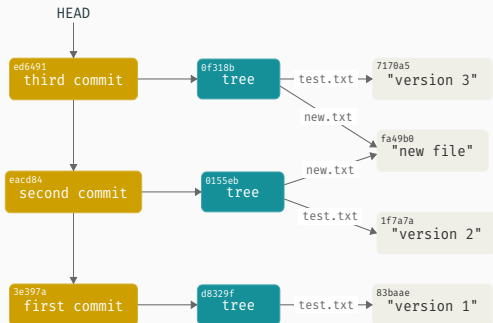 HEAD
ed6491
third commit
0f318b
tree
test.txt
7170a5
"version 3"
new.txt
fa49b0
"new file"
eacd84
second commit
0155eb
tree
new.txt
test.txt
1f7a7a
"version 2"
3e397a
first commit
d8329f
tree
test.txt
83baae
"version 1"